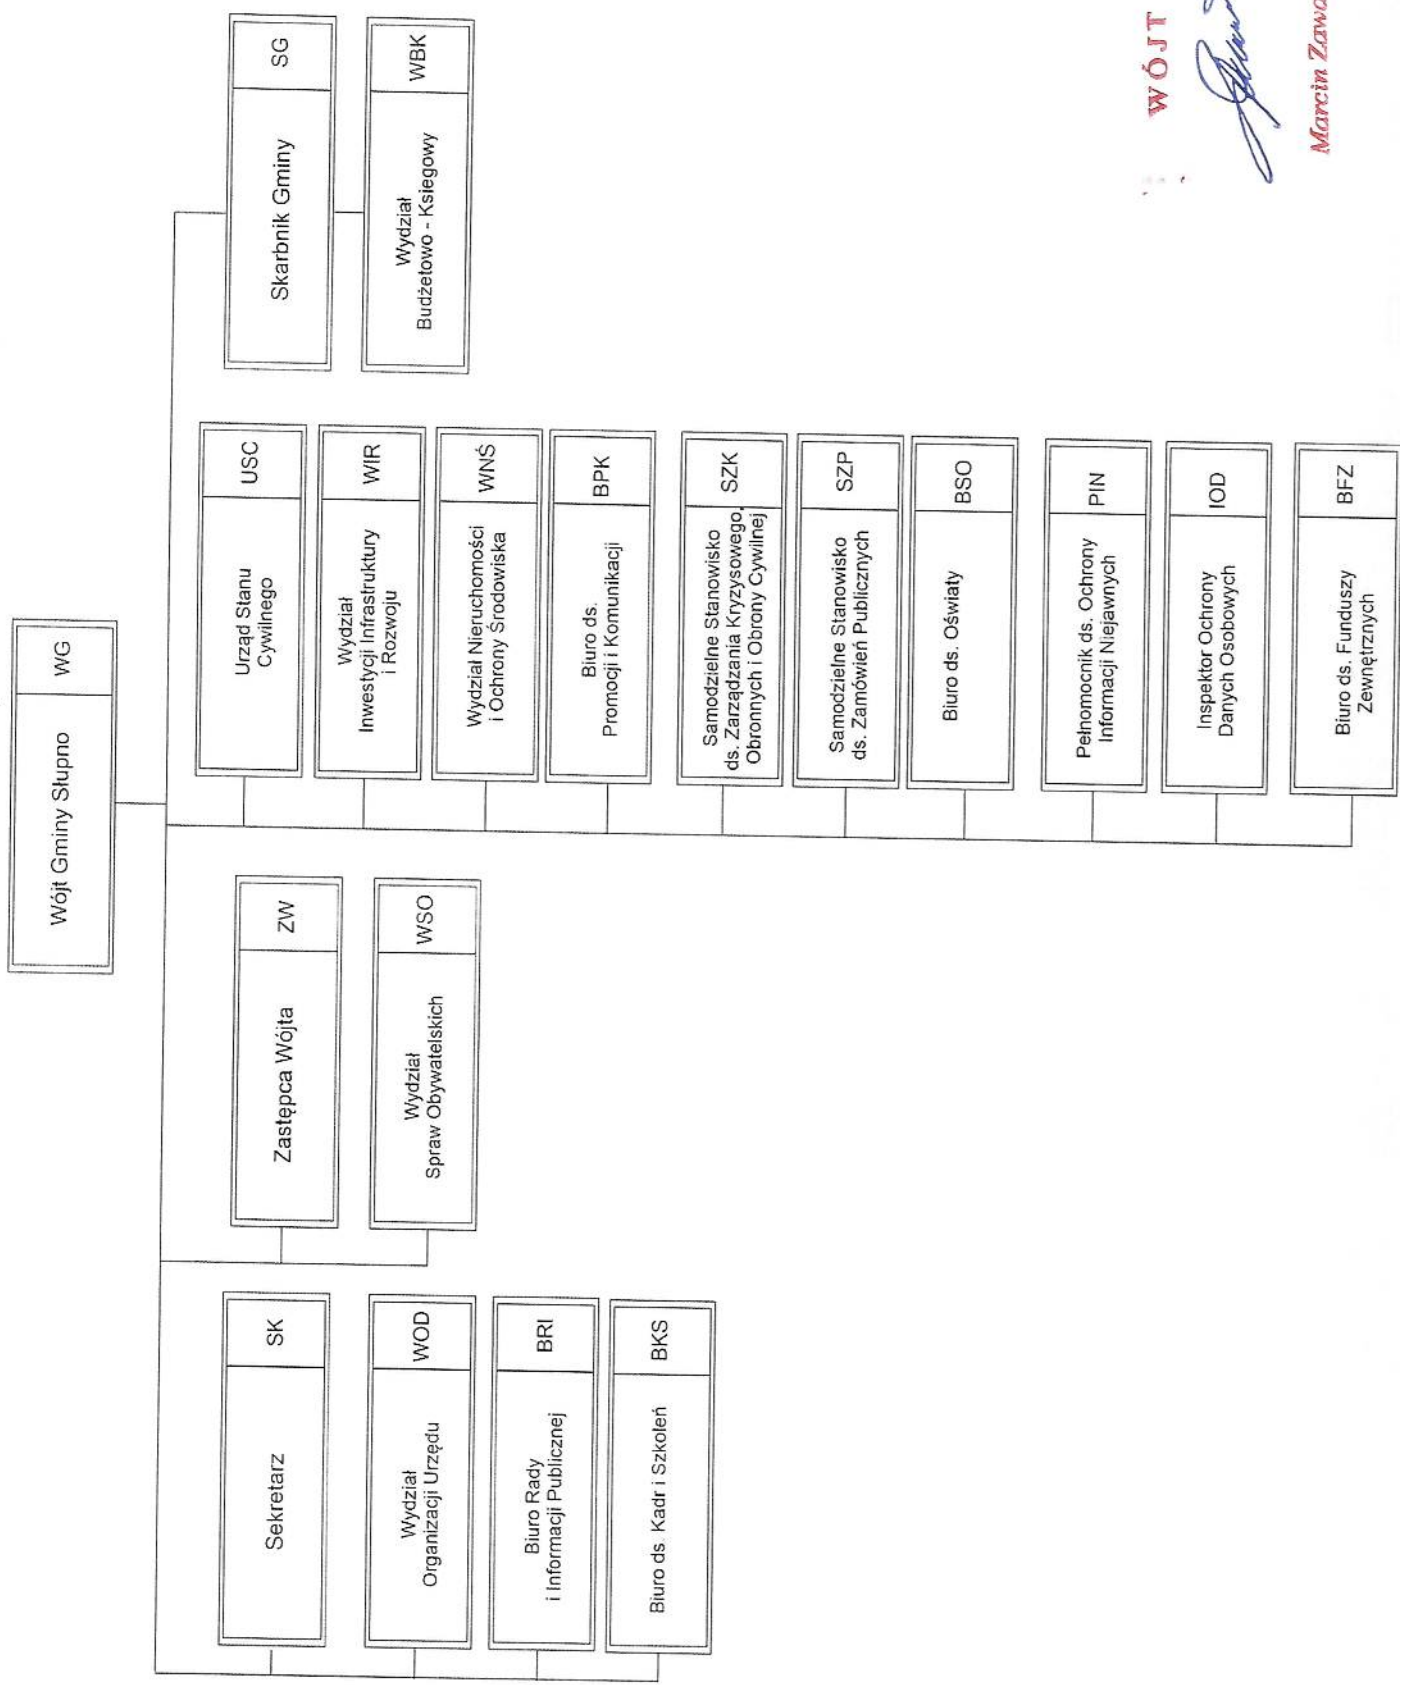 Wójt Gminy Słupno
WG
Sekretarz
SK
Wydział
Organizacji Urzędu
WOD
Biuro Rady
i Informacji Publicznej
BRI
Biuro ds. Kadr i Szkoleń
BKS
Zastępca Wójta
ZW
Wydział
Spraw Obywatelskich
WSO
Urząd Stanu
Cywilnego
USC
Wydział
Inwestycji Infrastruktury
i Rozwoju
WIR
Wydział Nieruchomości
i Ochrony Środowiska
WNŚ
Biuro ds.
Promocji i Komunikacji
BPK
Samodzielne Stanowisko
ds. Zarządzania Kryzysowego,
Obronnych i Obrony Cywilnej
SZK
Samodzielne Stanowisko
ds. Zamówień Publicznych
SZP
Biuro ds. Oświaty
BSO
Pełnomocnik ds. Ochrony
Informacji Niejawnych
PIN
Inspektor Ochrony
Danych Osobowych
IOD
Biuro ds. Funduszy
Zewnętrznych
BFZ
Skarbnik Gminy
SG
Wydział
Budżetowo - Ksiegowy
WBK
WÓJT
Marcin Zawa